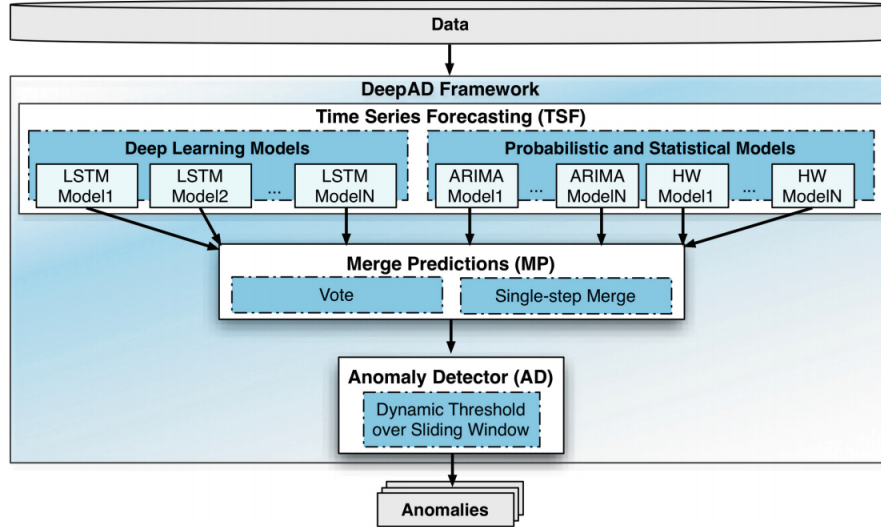 Data
DeepAD Framework
Time Series Forecasting (TSF)
Deep Learning Models
Probabilistic and Statistical Models
LSTM Model1
LSTM Model2
...
LSTM ModelN
ARIMA Model1
...
ARIMA ModelN
HW Model1
...
HW ModelN
Merge Predictions (MP)
Vote
Single-step Merge
Anomaly Detector (AD)
Dynamic Threshold
over Sliding Window
Anomalies